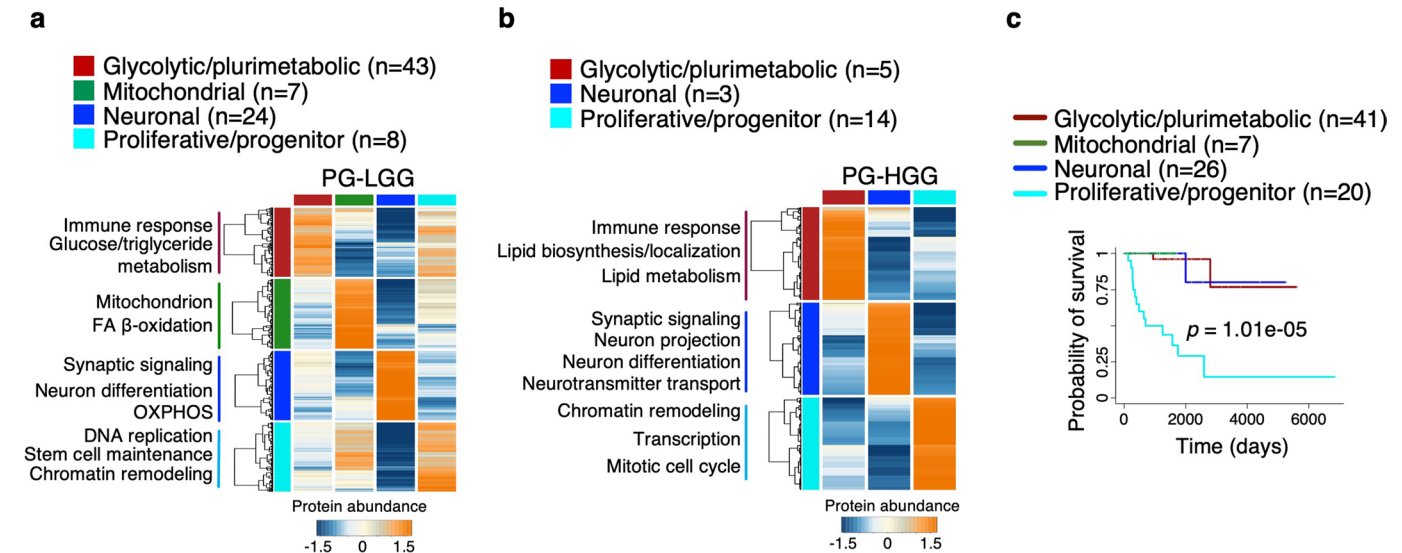 a
Glycolytic/plurimetabolic (n=43)
Mitochondrial (n=7)
Neuronal (n=24)
Proliferative/progenitor (n=8)
PG-LGG
Immune response
Glucose/triglyceride
metabolism
Mitochondrion
FA β-oxidation
Synaptic signaling
Neuron differentiation
OXPHOS
DNA replication
Stem cell maintenance
Chromatin remodeling
Protein abundance
-1.5 0 1.5
b
Glycolytic/plurimetabolic (n=5)
Neuronal (n=3)
Proliferative/progenitor (n=14)
PG-HGG
Immune response
Lipid biosynthesis/localization
Lipid metabolism
Synaptic signaling
Neuron projection
Neuron differentiation
Neurotransmitter transport
Chromatin remodeling
Transcription
Mitotic cell cycle
Protein abundance
-1.5 0 1.5
c
Glycolytic/plurimetabolic (n=41)
Mitochondrial (n=7)
Neuronal (n=26)
Proliferative/progenitor (n=20)
Probability of survival
1
0.75
0.25
0
p = 1.01e-05
0 2000 4000 6000
Time (days)